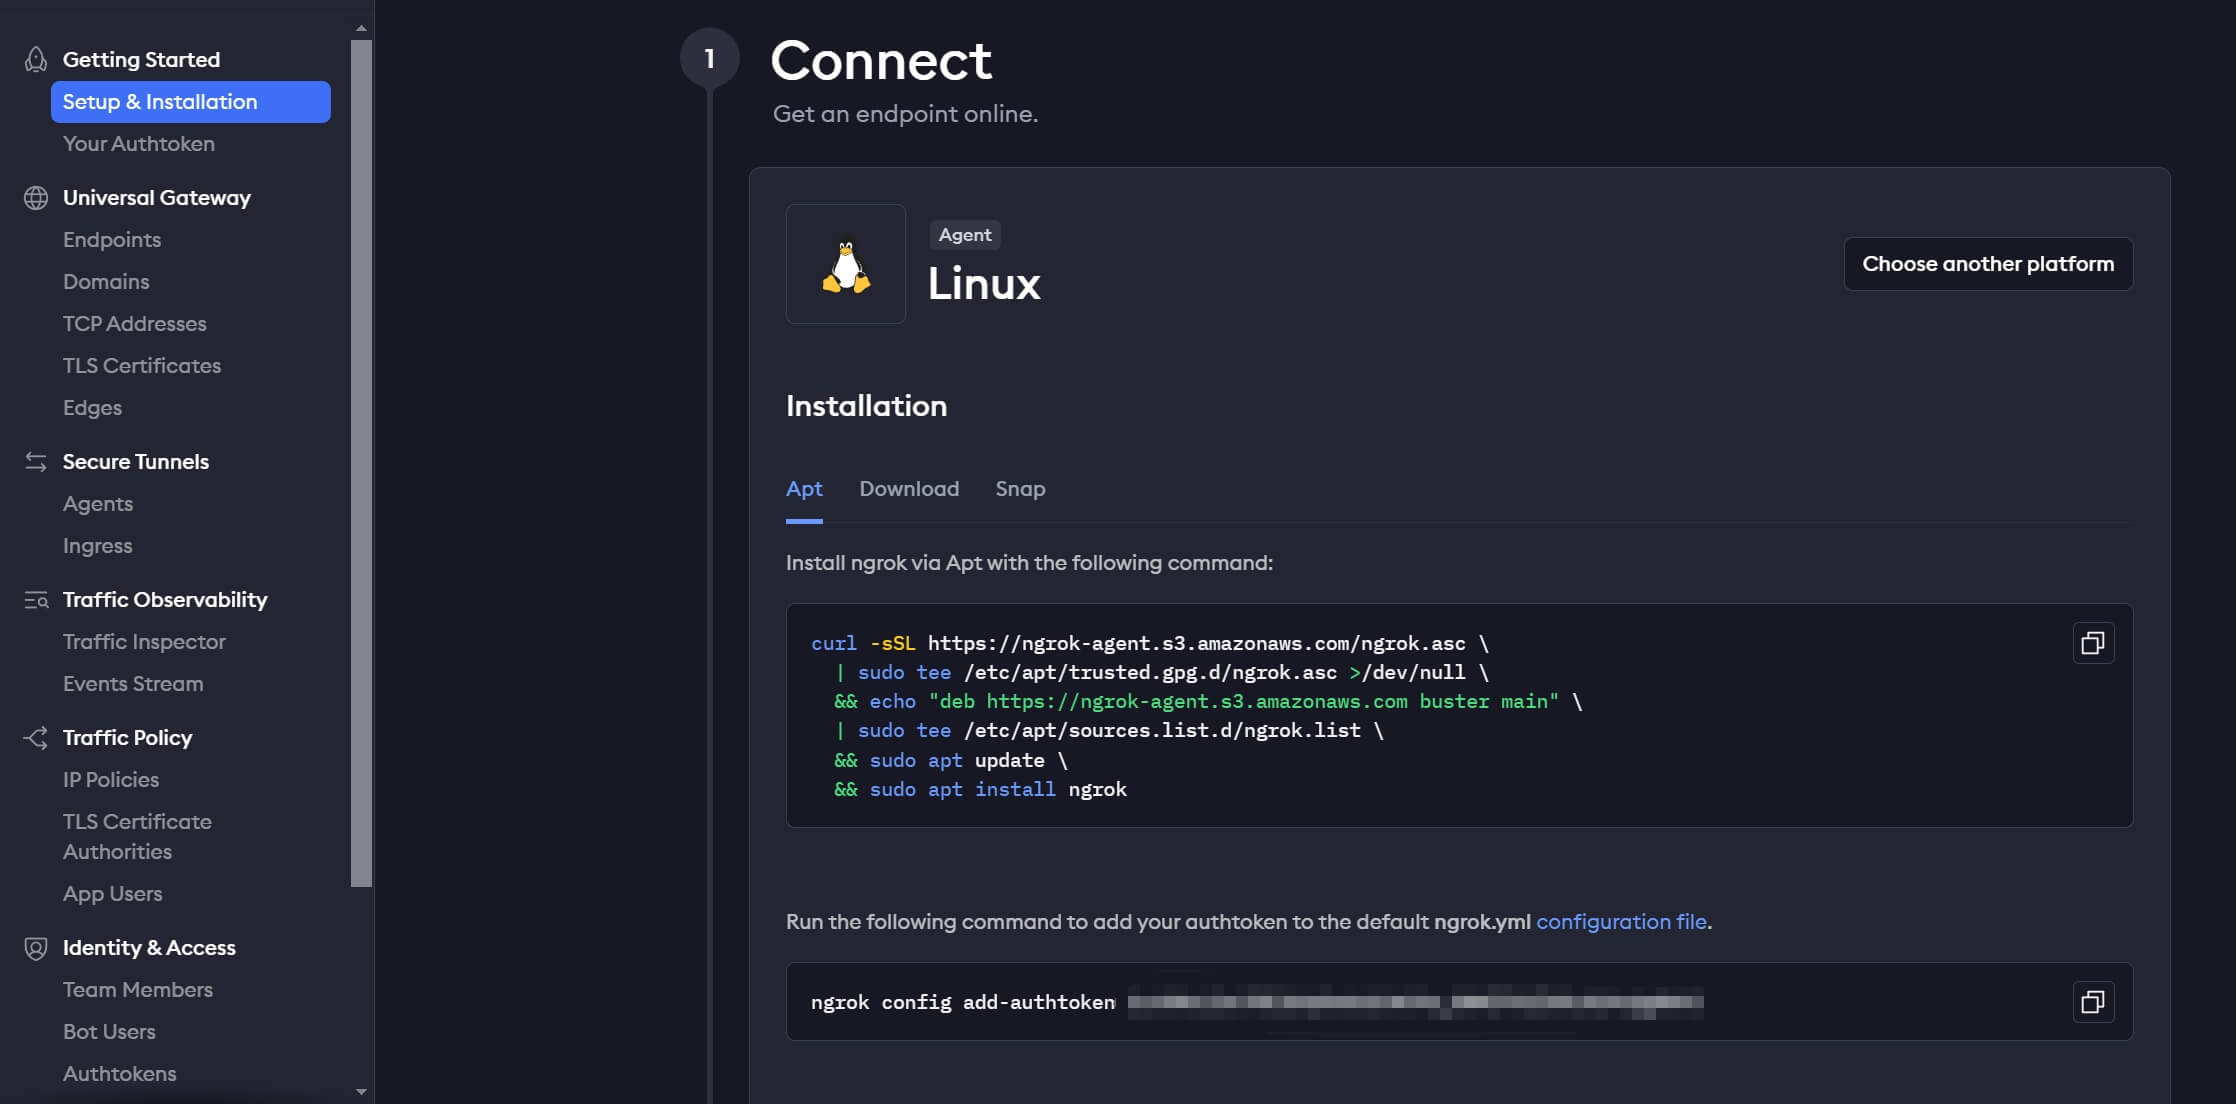 Getting Started
Setup & Installation
Your Authtoken
Universal Gateway
Endpoints
Domains
TCP Addresses
TLS Certificates
Edges
Secure Tunnels
Agents
Ingress
Traffic Observability
Traffic Inspector
Events Stream
Traffic Policy
IP Policies
TLS Certificate
Authorities
App Users
Identity & Access
Team Members
Bot Users
Authtokens
1
Connect
Get an endpoint online.
Agent
Linux
Choose another platform
Installation
Apt Download Snap
Install ngrok via Apt with the following command:
curl -sSL https://ngrok-agent.s3.amazonaws.com/ngrok.asc \
| sudo tee /etc/apt/trusted.gpg.d/ngrok.asc >/dev/null \
&& echo "deb https://ngrok-agent.s3.amazonaws.com buster main" \
| sudo tee /etc/apt/sources.list.d/ngrok.list \
&& sudo apt update \
&& sudo apt install ngrok
Run the following command to add your authtoken to the default ngrok.yml configuration file.
ngrok config add-authtoken